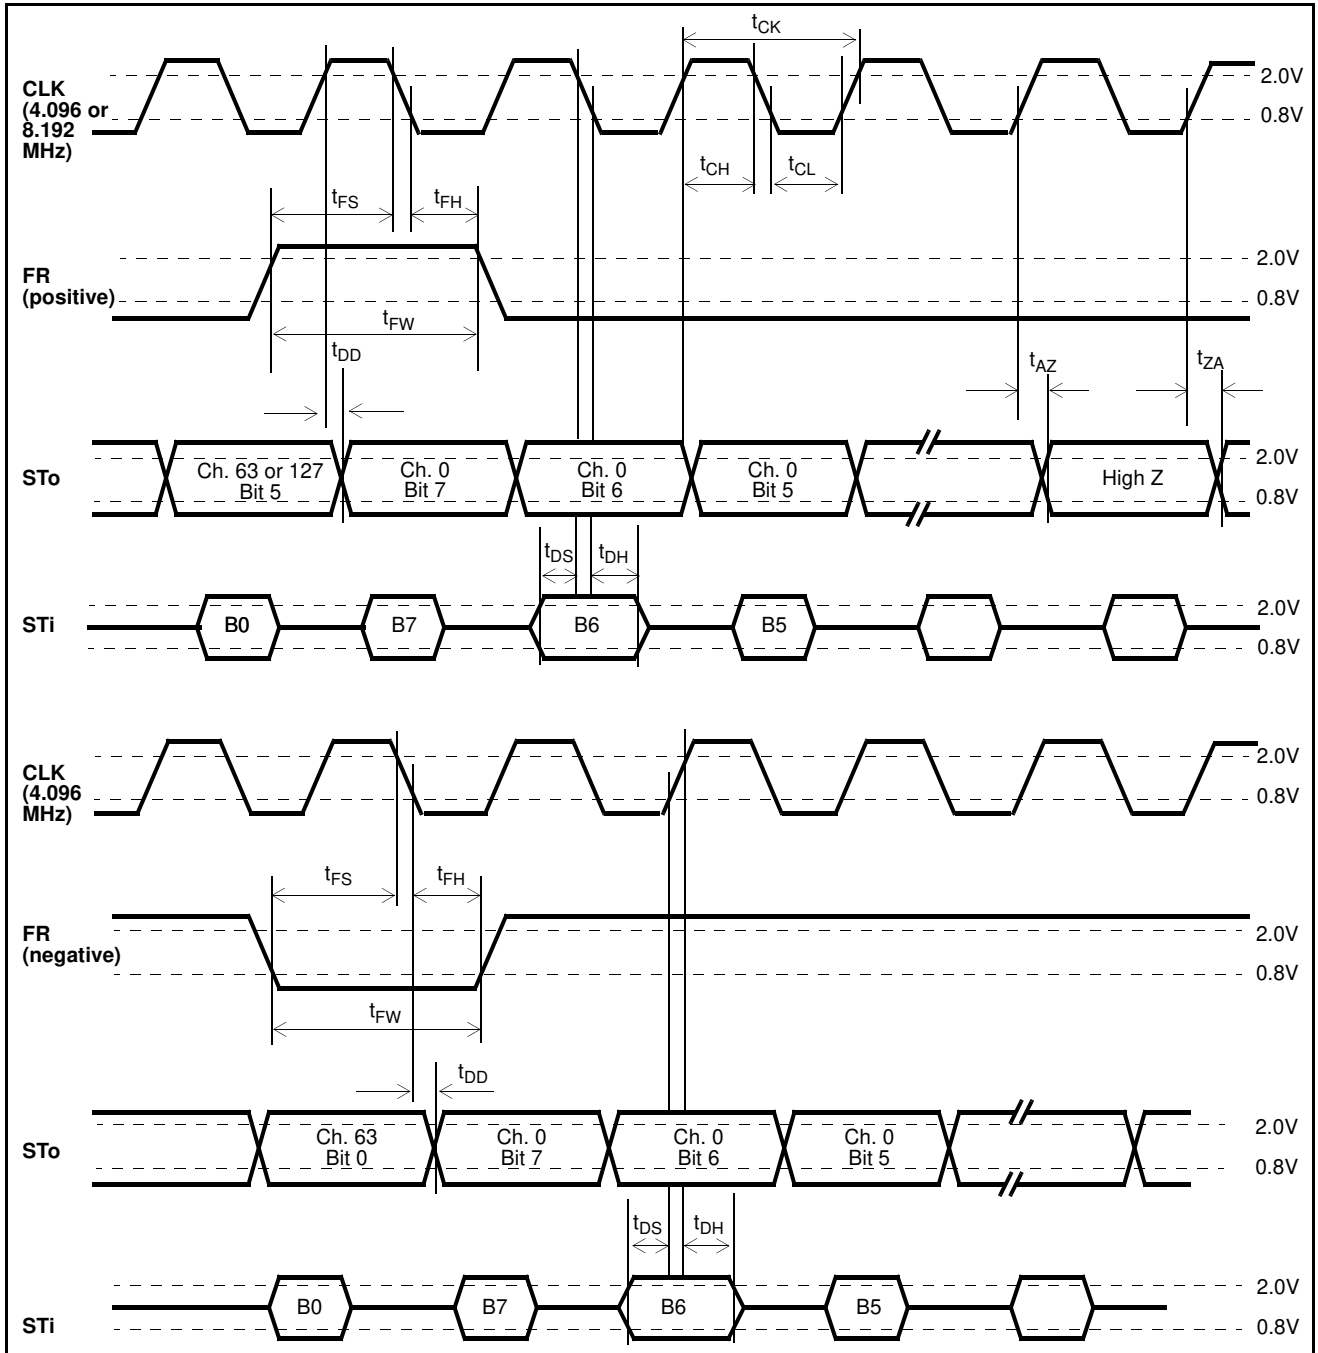 tCK
CLK
(4.096 or
8.192
MHz)
2.0V
0.8V
tCH
tCL
tFS
tFH
FR
(positive)
2.0V
0.8V
tFW
tDD
tAZ
tZA
STo
Ch. 63 or 127
Bit 5
Ch. 0
Bit 7
Ch. 0
Bit 6
Ch. 0
Bit 5
High Z
2.0V
0.8V
tDS
tDH
STi
B0
B7
B6
B5
2.0V
0.8V
CLK
(4.096
MHz)
2.0V
0.8V
tFS
tFH
FR
(negative)
2.0V
0.8V
tFW
tDD
STo
Ch. 63
Bit 0
Ch. 0
Bit 7
Ch. 0
Bit 6
Ch. 0
Bit 5
2.0V
0.8V
tDS
tDH
STi
B0
B7
B6
B5
2.0V
0.8V